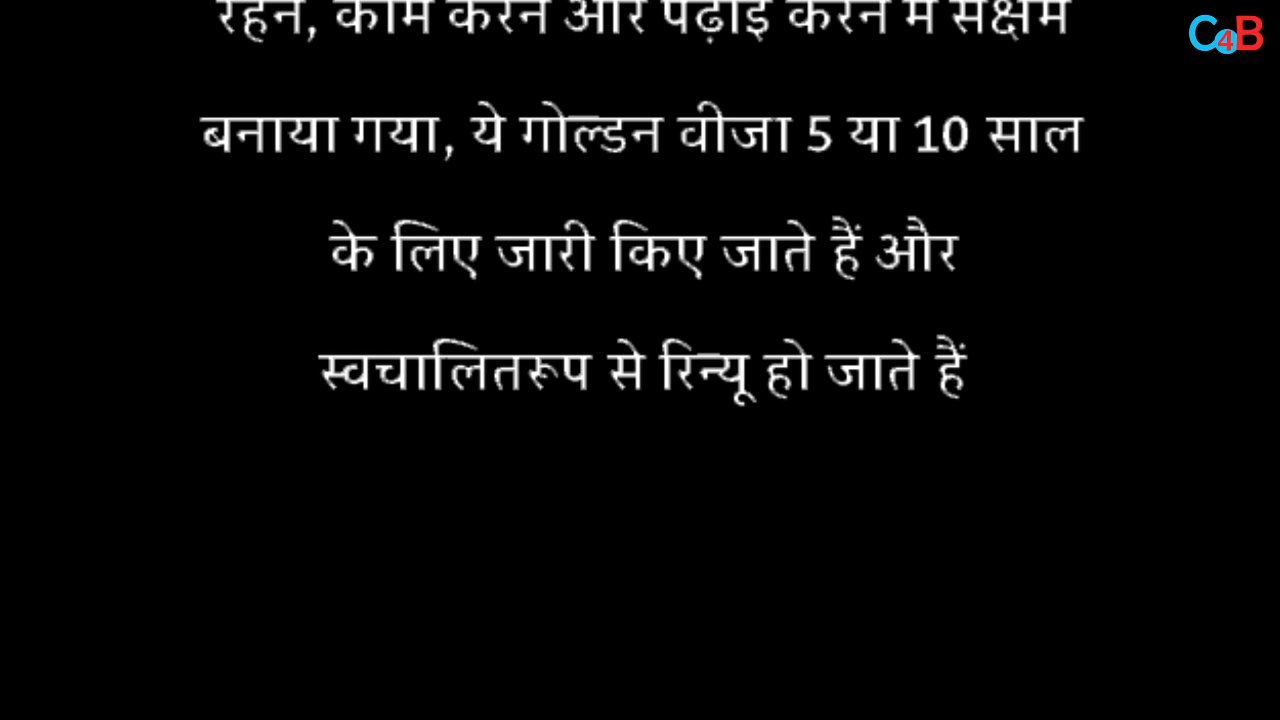 रहने, काम करने और पढ़ाई करने में सक्षम
C4B
बनाया गया, ये गोल्डन वीजा 5 या 10 साल
के लिए जारी किए जाते हैं और
स्वचालितरूप से रिन्यू हो जाते हैं